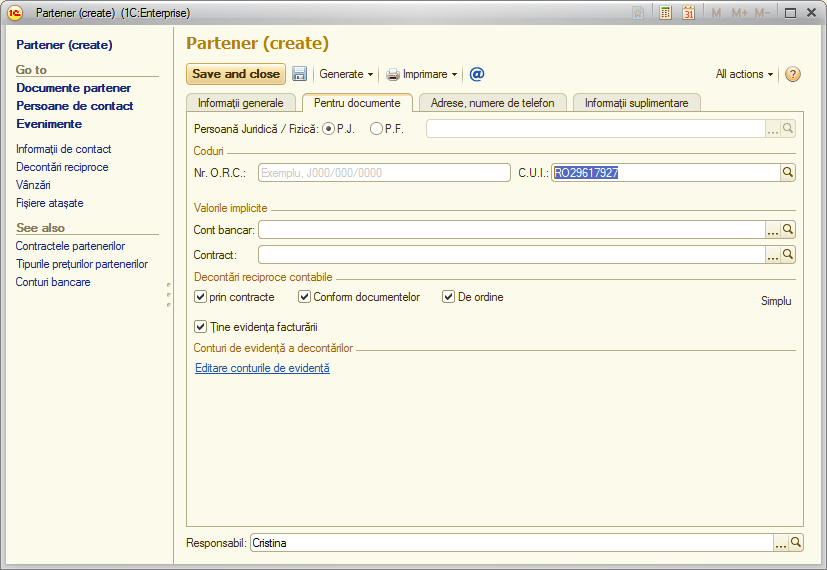 Partener (create) (1C:Enterprise)
M M+ M-
Partener (create)
Go to
Documente partener
Persoane de contact
Evenimente
Informații de contact
Decontări reciproce
Vânzări
Fișiere atașate
See also
Contractele partenerilor
Tipurile prețurilor partenerilor
Conturi bancare
Partener (create)
Save and close Generate Imprimare @ All actions ?
Informații generale Pentru documente Adrese, numere de telefon Informații suplimentare
Persoană Juridică / Fizică: P.J. P.F. ...
Coduri
Nr. O.R.C.: Exemplu, J000/000/0000 C.U.I.: RO29617927
Valorile implicite
Cont bancar: ...
Contract: ...
Decontări reciproce contabile
prin contracte Conform documentelor De ordine Simplu
Ține evidența facturării
Conturi de evidență a decontărilor
Editare conturile de evidență
Responsabil: Cristina ...